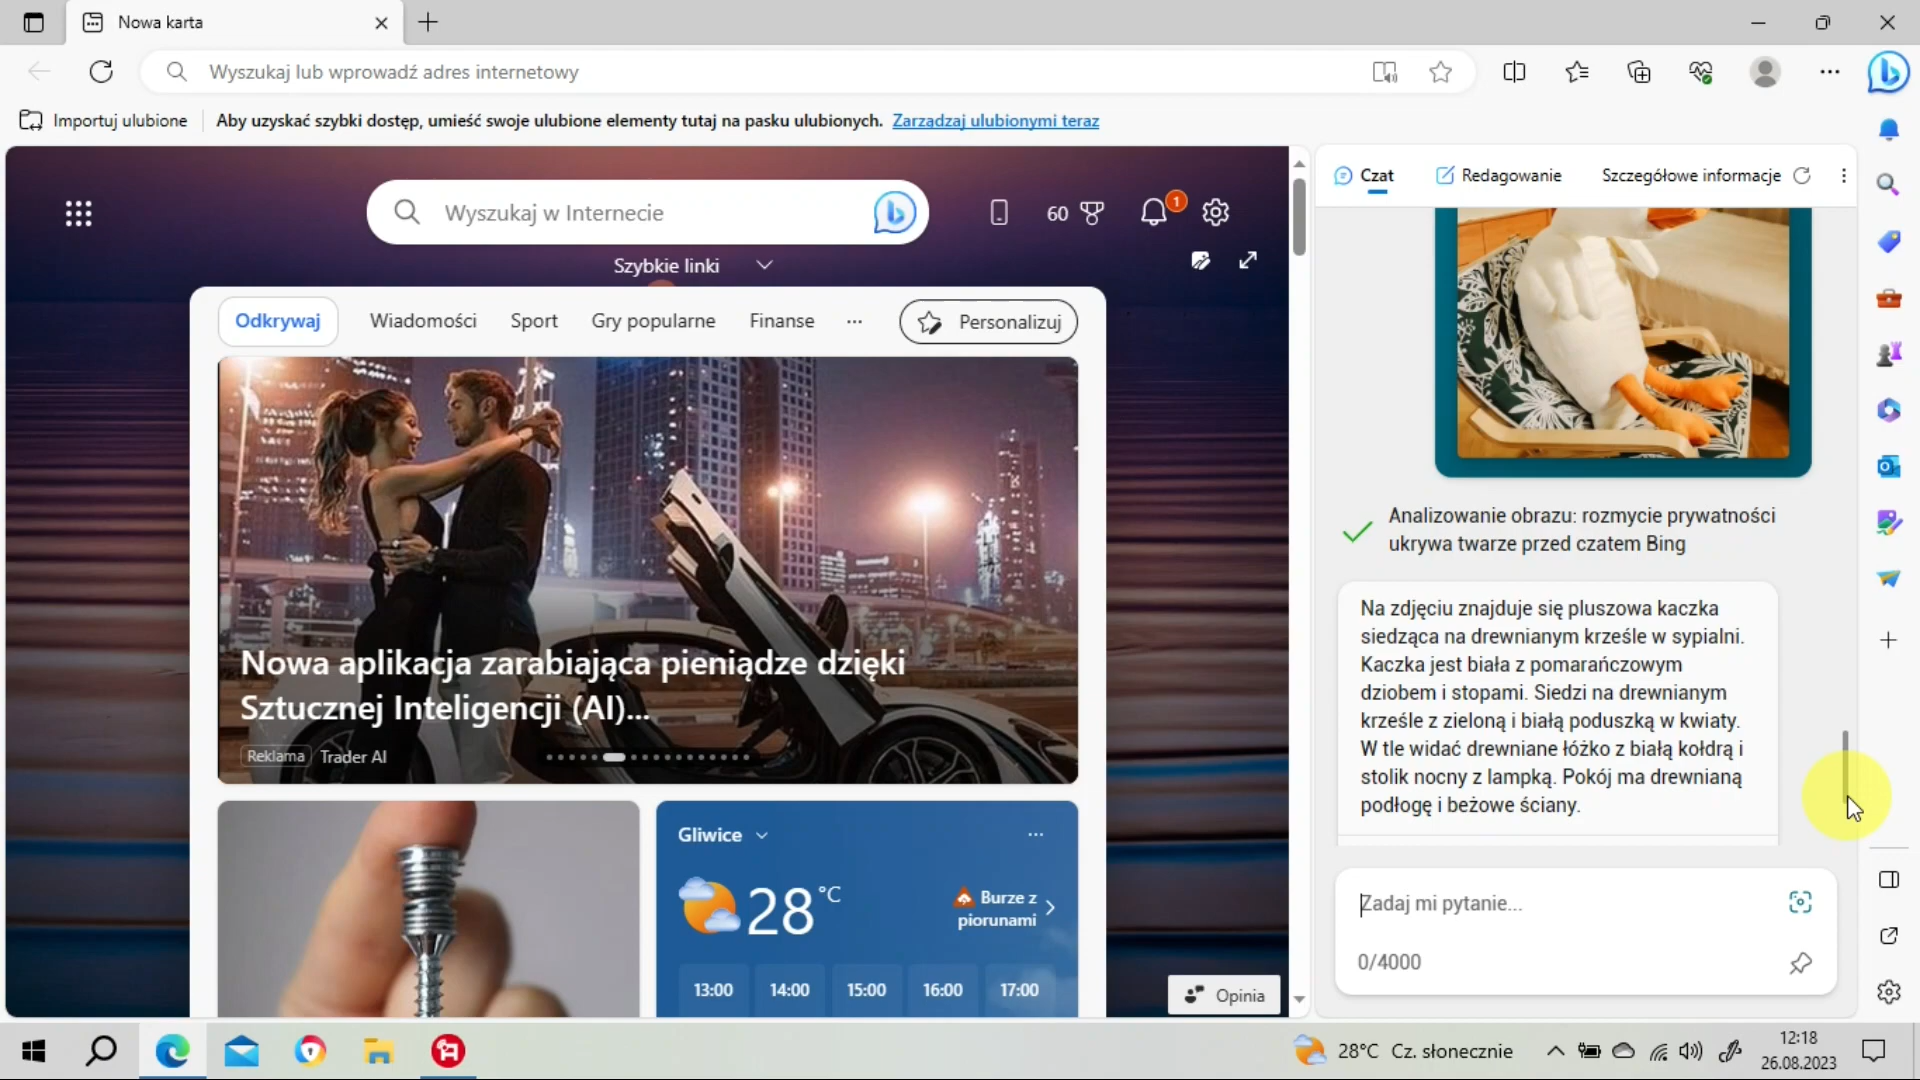 Nowa karta
Wyszukaj lub wprowadź adres internetowy
Importuj ulubione
Aby uzyskać szybki dostęp, umieść swoje ulubione elementy tutaj na pasku ulubionych. Zarządzaj ulubionymi teraz
Wyszukaj w Internecie
60
1
Szybkie linki
Odkrywaj
Wiadomości
Sport
Gry popularne
Finanse
Personalizuj
Nowa aplikacja zarabiająca pieniądze dzięki
Sztucznej Inteligencji (AI)...
Reklama Trader AI
Gliwice
28 °C
Burze z
piorunami
13:00
14:00
15:00
16:00
17:00
Opinia
Czat
Redagowanie
Szczegółowe informacje
Analizowanie obrazu: rozmycie prywatności
ukrywa twarze przed czatem Bing
Na zdjęciu znajduje się pluszowa kaczka
siedząca na drewnianym krześle w sypialni.
Kaczka jest biała z pomarańczowym
dziobem i stopami. Siedzi na drewnianym
krześle z zieloną i białą poduszką w kwiaty.
W tle widać drewniane łóżko z białą kołdrą i
stolik nocny z lampką. Pokój ma drewnianą
podłogę i beżowe ściany.
Zadaj mi pytanie...
0/4000
28°C Cz. słonecznie
12:18
26.08.2023